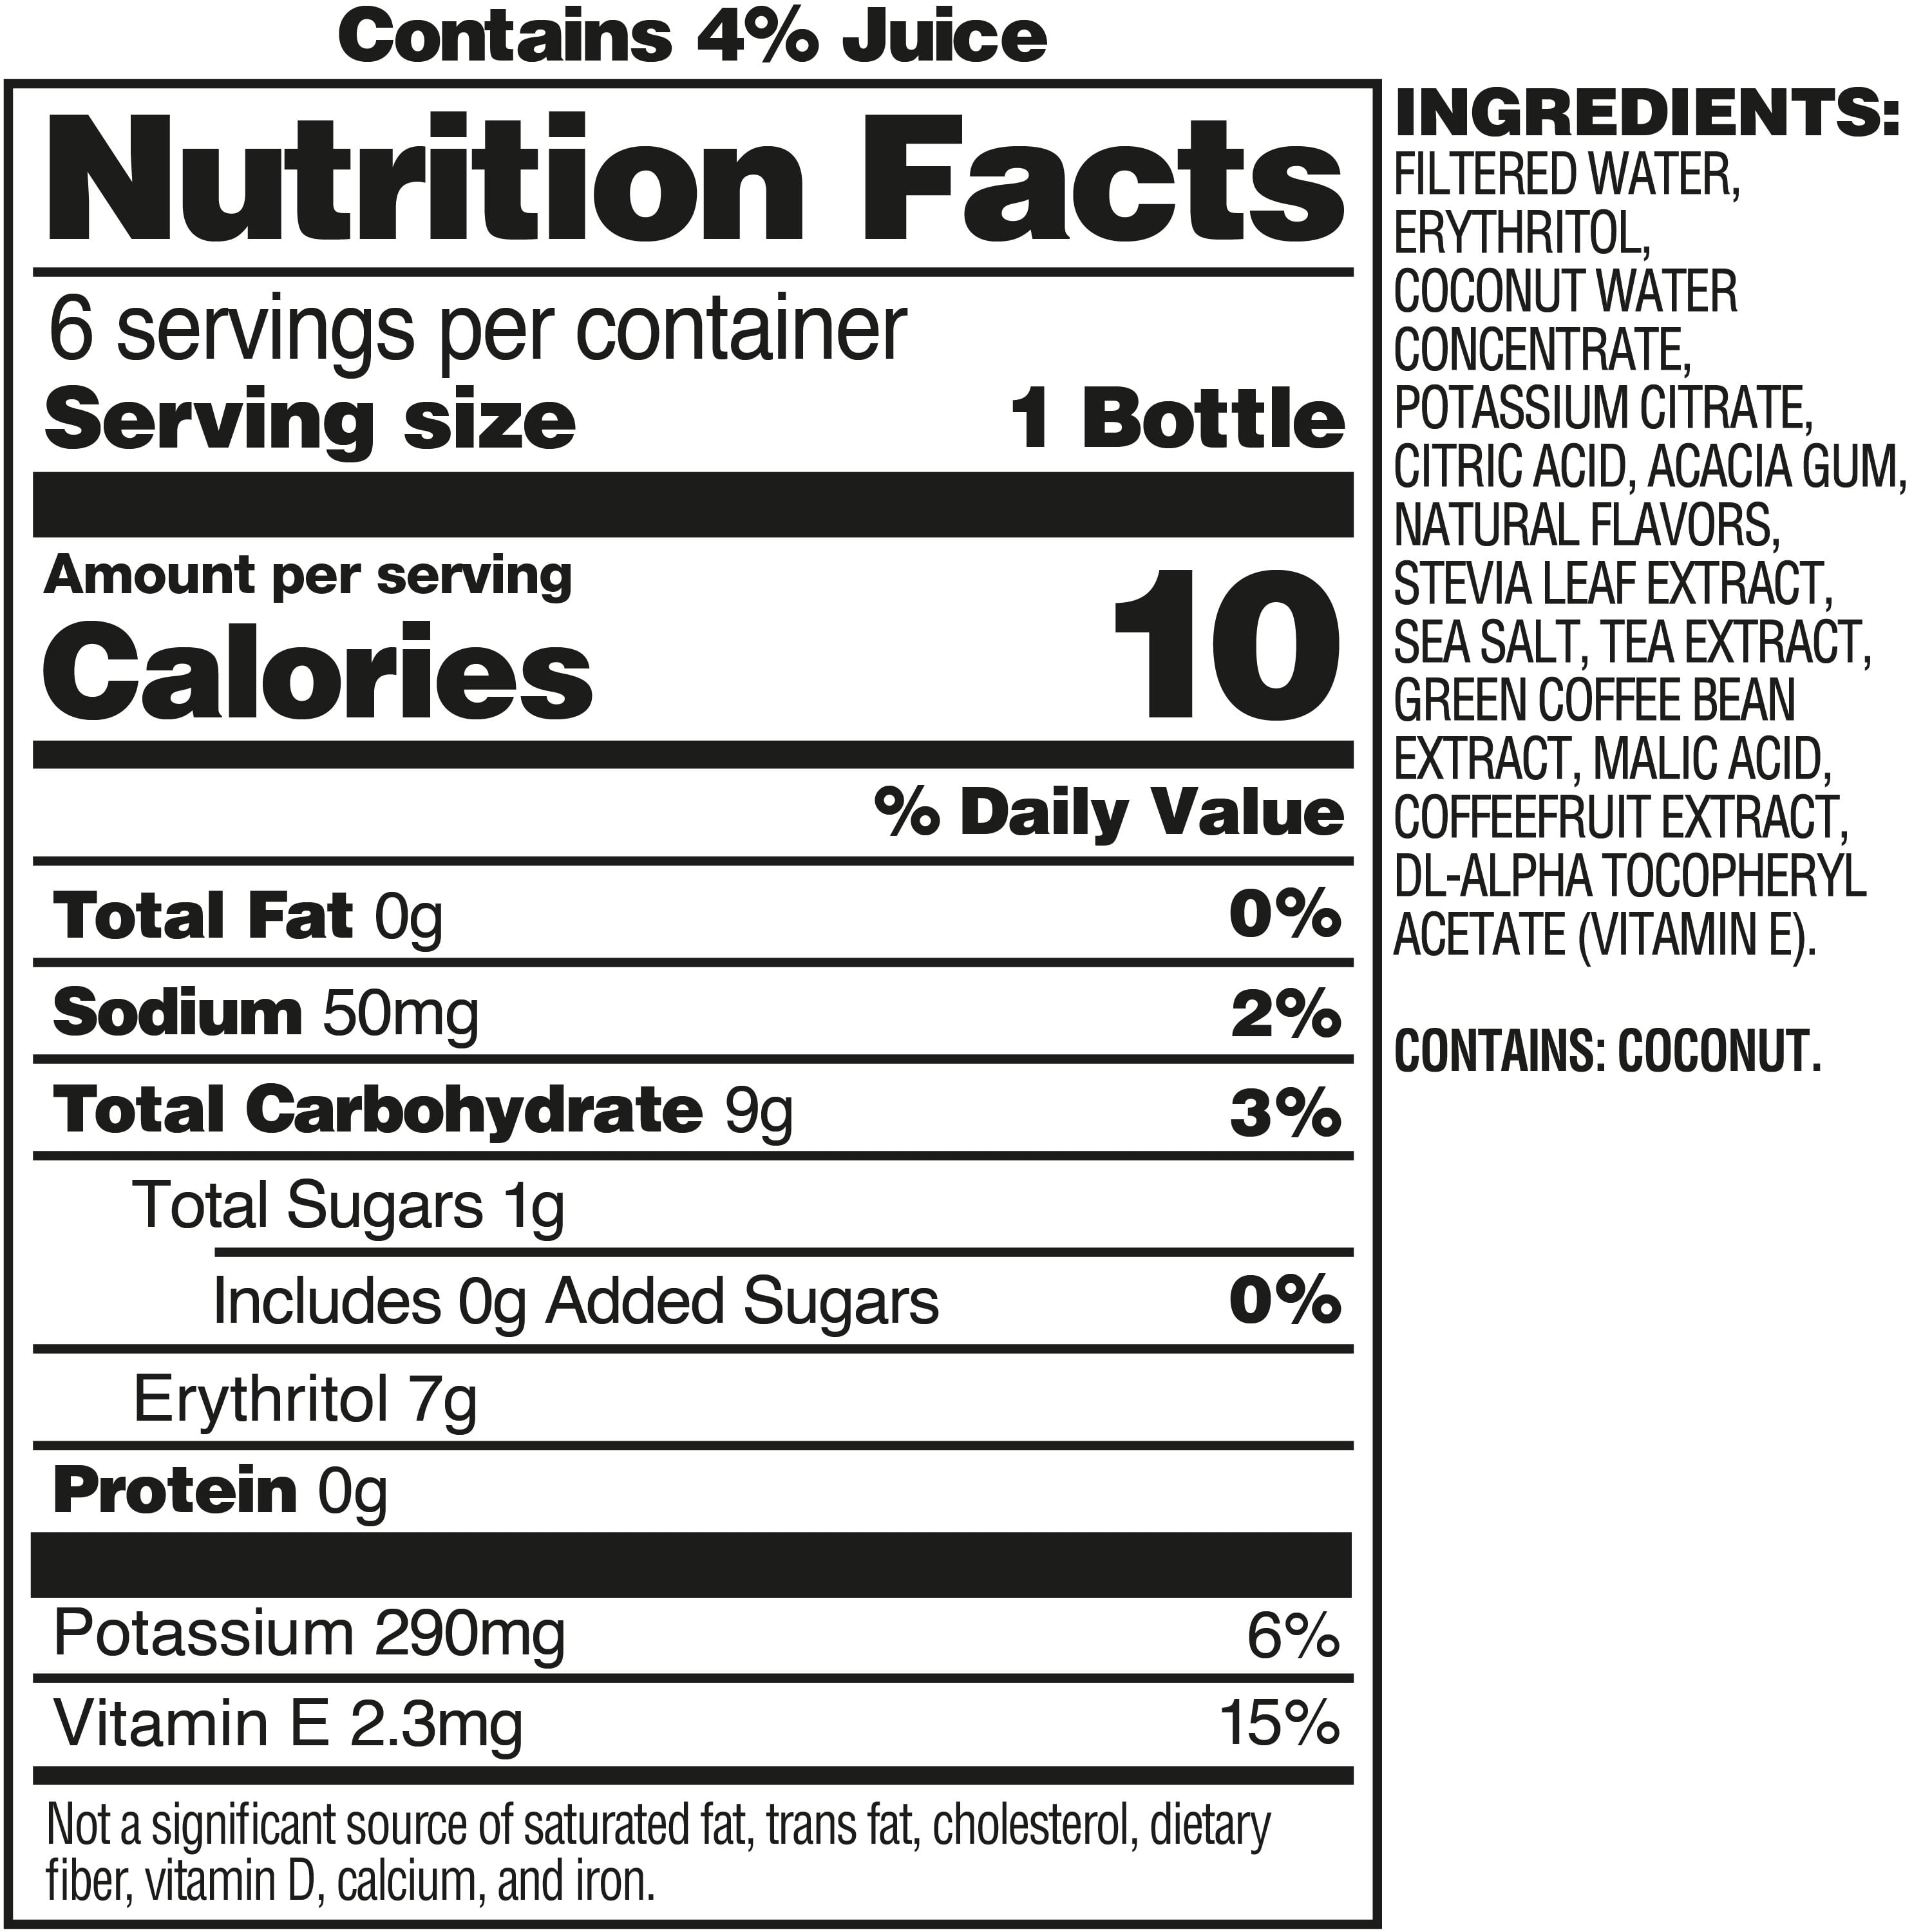 Contains 4% Juice
Nutrition Facts
6 servings per container
Serving size 1 Bottle
Amount per serving
Calories 10
% Daily Value
Total Fat 0g 0%
Sodium 50mg 2%
Total Carbohydrate 9g 3%
Total Sugars 1g
Includes 0g Added Sugars 0%
Erythritol 7g
Protein 0g
Potassium 290mg 6%
Vitamin E 2.3mg 15%
Not a significant source of saturated fat, trans fat, cholesterol, dietary
fiber, vitamin D, calcium, and iron.
INGREDIENTS:
FILTERED WATER,
ERYTHRITOL,
COCONUT WATER
CONCENTRATE,
POTASSIUM CITRATE,
CITRIC ACID, ACACIA GUM,
NATURAL FLAVORS,
STEVIA LEAF EXTRACT,
SEA SALT, TEA EXTRACT,
GREEN COFFEE BEAN
EXTRACT, MALIC ACID,
COFFEEFRUIT EXTRACT,
DL-ALPHA TOCOPHERYL
ACETATE (VITAMIN E).
CONTAINS: COCONUT.